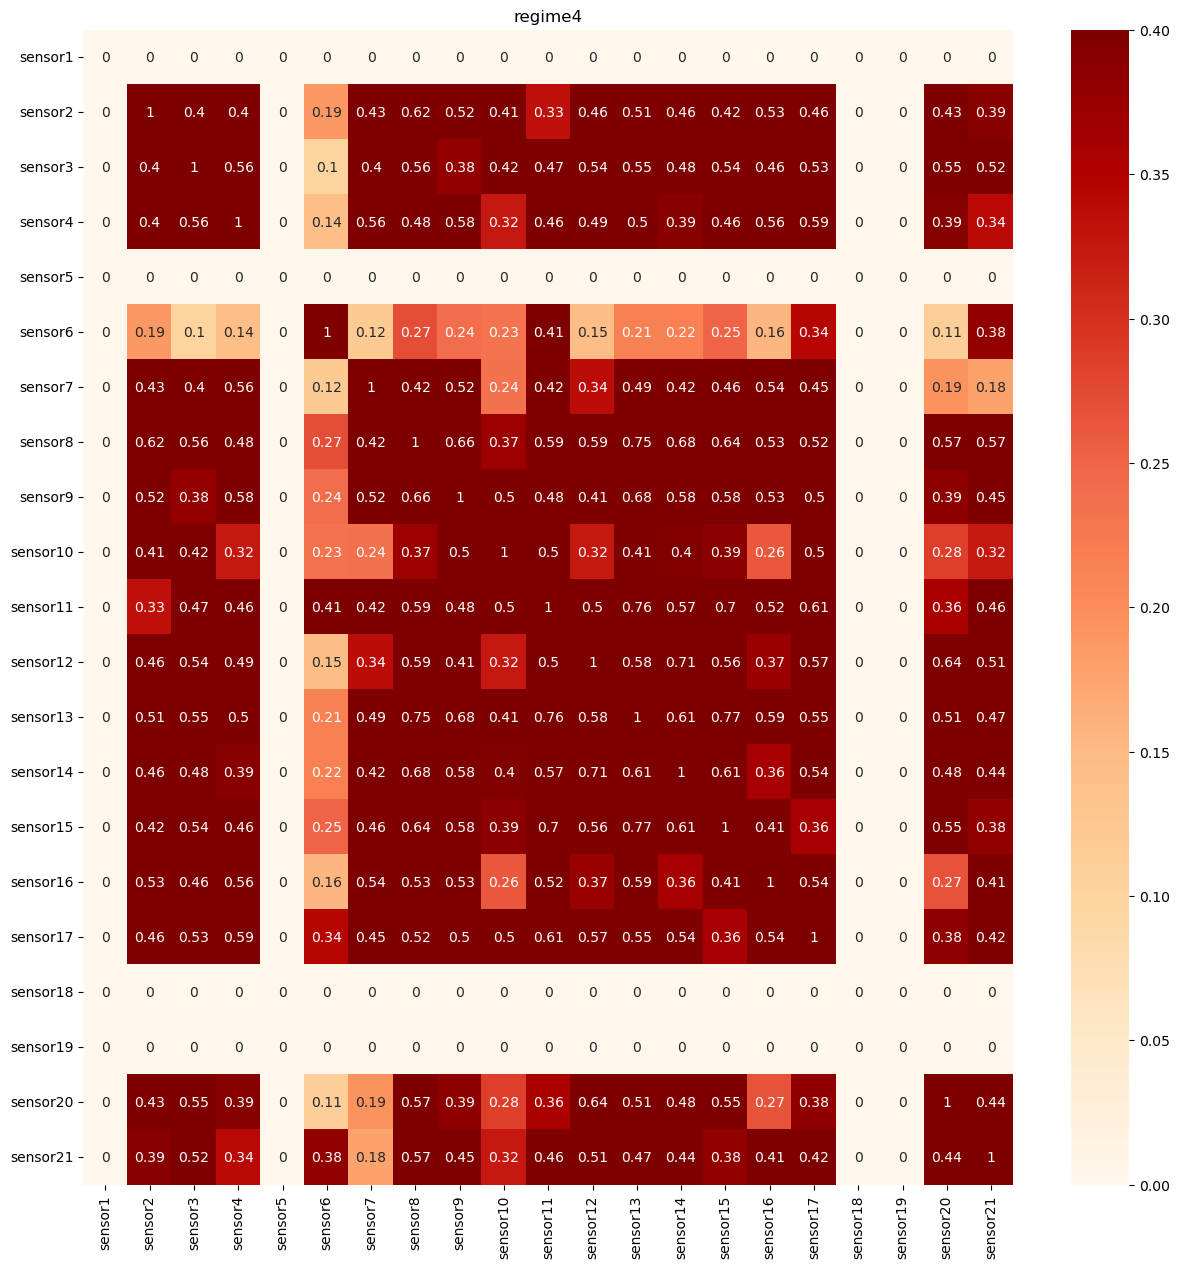 regime4
sensor1 0 0 0 0 0 0 0 0 0 0 0 0 0 0 0 0 0 0 0 0 0
sensor2 0 1 0.4 0.4 0 0.19 0.43 0.62 0.52 0.41 0.33 0.46 0.51 0.46 0.42 0.53 0.46 0 0 0.43 0.39
sensor3 0 0.4 1 0.56 0 0.1 0.4 0.56 0.38 0.42 0.47 0.54 0.55 0.48 0.54 0.46 0.53 0 0 0.55 0.52
sensor4 0 0.4 0.56 1 0 0.14 0.56 0.48 0.58 0.32 0.46 0.49 0.5 0.39 0.46 0.56 0.59 0 0 0.39 0.34
sensor5 0 0 0 0 0 0 0 0 0 0 0 0 0 0 0 0 0 0 0 0 0
sensor6 0 0.19 0.1 0.14 0 1 0.12 0.27 0.24 0.23 0.41 0.15 0.21 0.22 0.25 0.16 0.34 0 0 0.11 0.38
sensor7 0 0.43 0.4 0.56 0 0.12 1 0.42 0.52 0.24 0.42 0.34 0.49 0.42 0.46 0.54 0.45 0 0 0.19 0.18
sensor8 0 0.62 0.56 0.48 0 0.27 0.42 1 0.66 0.37 0.59 0.59 0.75 0.68 0.64 0.53 0.52 0 0 0.57 0.57
sensor9 0 0.52 0.38 0.58 0 0.24 0.52 0.66 1 0.5 0.48 0.41 0.68 0.58 0.58 0.53 0.5 0 0 0.39 0.45
sensor10 0 0.41 0.42 0.32 0 0.23 0.24 0.37 0.5 1 0.5 0.32 0.41 0.4 0.39 0.26 0.5 0 0 0.28 0.32
sensor11 0 0.33 0.47 0.46 0 0.41 0.42 0.59 0.48 0.5 1 0.5 0.76 0.57 0.7 0.52 0.61 0 0 0.36 0.46
sensor12 0 0.46 0.54 0.49 0 0.15 0.34 0.59 0.41 0.32 0.5 1 0.58 0.71 0.56 0.37 0.57 0 0 0.64 0.51
sensor13 0 0.51 0.55 0.5 0 0.21 0.49 0.75 0.68 0.41 0.76 0.58 1 0.61 0.77 0.59 0.55 0 0 0.51 0.47
sensor14 0 0.46 0.48 0.39 0 0.22 0.42 0.68 0.58 0.4 0.57 0.71 0.61 1 0.61 0.36 0.54 0 0 0.48 0.44
sensor15 0 0.42 0.54 0.46 0 0.25 0.46 0.64 0.58 0.39 0.7 0.56 0.77 0.61 1 0.41 0.36 0 0 0.55 0.38
sensor16 0 0.53 0.46 0.56 0 0.16 0.54 0.53 0.53 0.26 0.52 0.37 0.59 0.36 0.41 1 0.54 0 0 0.27 0.41
sensor17 0 0.46 0.53 0.59 0 0.34 0.45 0.52 0.5 0.5 0.61 0.57 0.55 0.54 0.36 0.54 1 0 0 0.38 0.42
sensor18 0 0 0 0 0 0 0 0 0 0 0 0 0 0 0 0 0 0 0 0 0
sensor19 0 0 0 0 0 0 0 0 0 0 0 0 0 0 0 0 0 0 0 0 0
sensor20 0 0.43 0.55 0.39 0 0.11 0.19 0.57 0.39 0.28 0.36 0.64 0.51 0.48 0.55 0.27 0.38 0 0 1 0.44
sensor21 0 0.39 0.52 0.34 0 0.38 0.18 0.57 0.45 0.32 0.46 0.51 0.47 0.44 0.38 0.41 0.42 0 0 0.44 1
sensor1 sensor2 sensor3 sensor4 sensor5 sensor6 sensor7 sensor8 sensor9 sensor10 sensor11 sensor12 sensor13 sensor14 sensor15 sensor16 sensor17 sensor18 sensor19 sensor20 sensor21
0.40
0.35
0.30
0.25
0.20
0.15
0.10
0.05
0.00